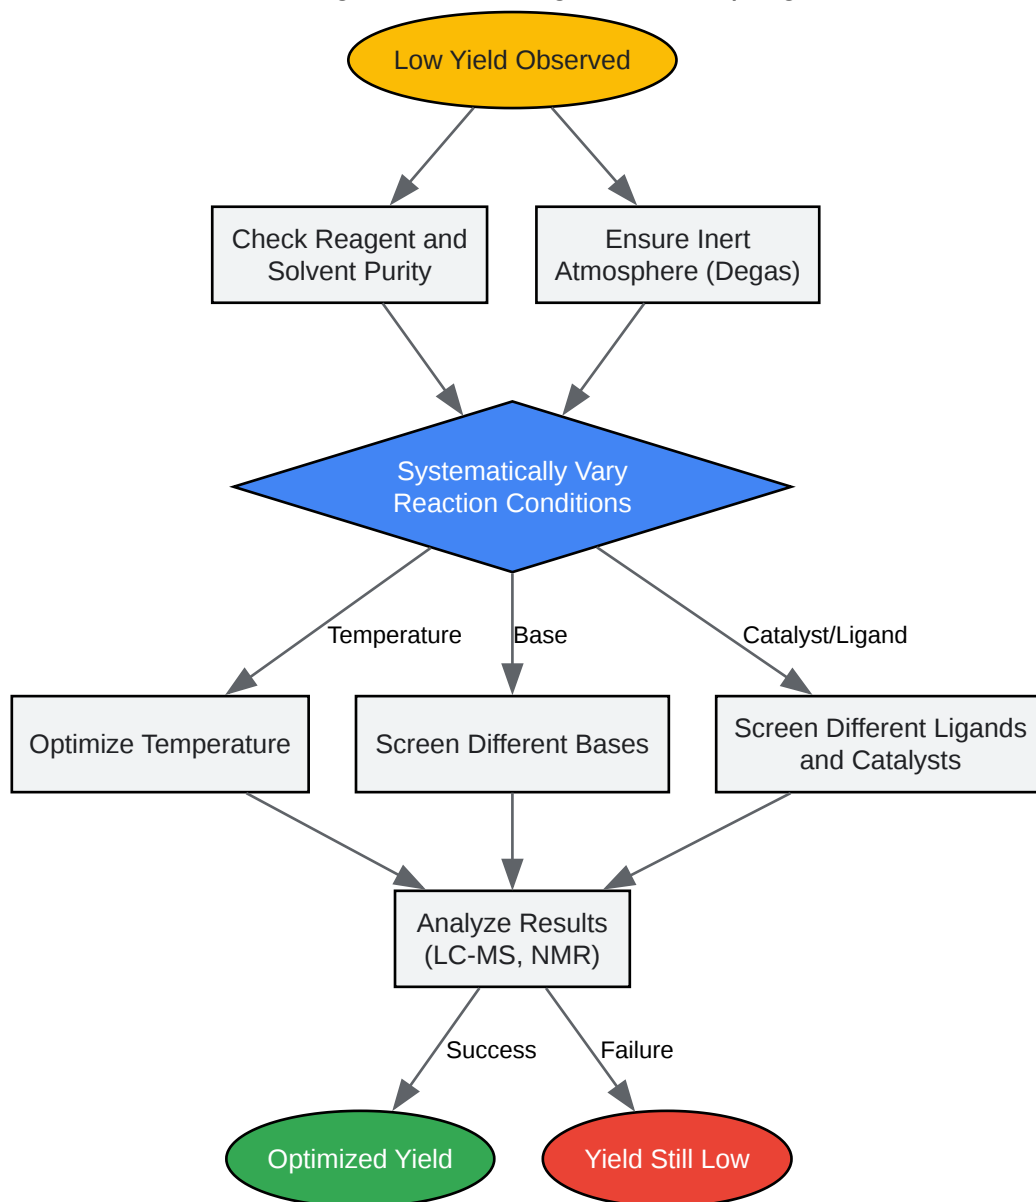 Low Yield Observed
Check Reagent and
Solvent Purity
Ensure Inert
Atmosphere (Degas)
Systematically Vary
Reaction Conditions
Temperature
Base
Catalyst/Ligand
Optimize Temperature
Screen Different Bases
Screen Different Ligands
and Catalysts
Analyze Results
(LC-MS, NMR)
Success
Failure
Optimized Yield
Yield Still Low